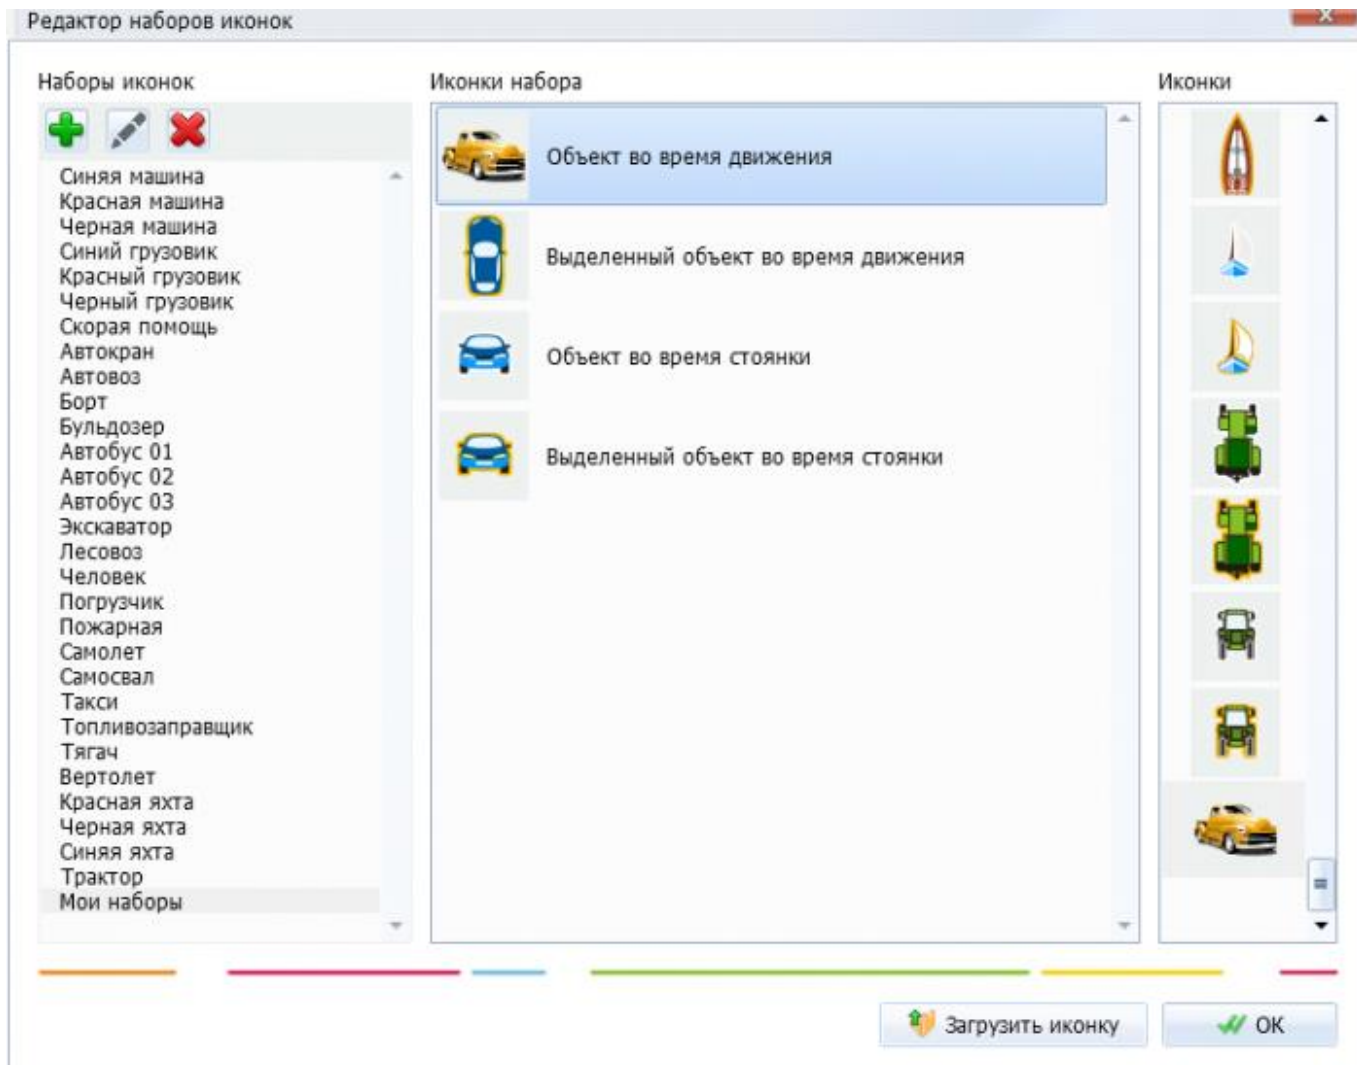 Редактор наборов иконок
Наборы иконок
Синяя машина
Красная машина
Черная машина
Синий грузовик
Красный грузовик
Черный грузовик
Скорая помощь
Автокран
Автовоз
Борт
Бульдозер
Автобус 01
Автобус 02
Автобус 03
Экскаватор
Лесовоз
Человек
Погрузчик
Пожарная
Самолет
Самосвал
Такси
Топливозаправщик
Тягач
Вертолет
Красная яхта
Черная яхта
Синяя яхта
Трактор
Мои наборы
Иконки набора
Объект во время движения
Выделенный объект во время движения
Объект во время стоянки
Выделенный объект во время стоянки
Иконки
Загрузить иконку
ОК